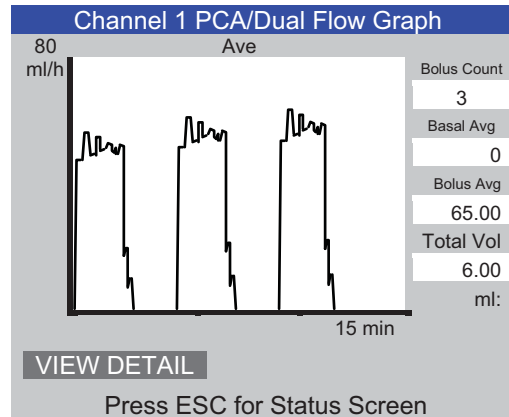 Channel 1 PCA/Dual Flow Graph
80
Ave
ml/h
Bolus Count
3
Basal Avg
0
Bolus Avg
65.00
Total Vol
6.00
ml:
15 min
VIEW DETAIL
Press ESC for Status Screen